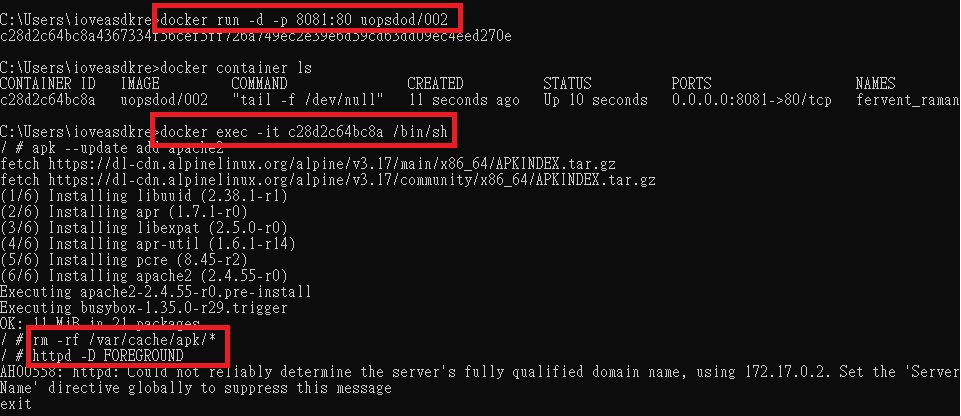 C:\Users\ioveasdkre>docker run -d -p 8081:80 uopsdod/002
c28d2c64bc8a4367334f56cef5ff726a749ec2e39e6d59cd63dd09ec4eed270e
C:\Users\ioveasdkre>docker container ls
CONTAINER ID   IMAGE         COMMAND               CREATED          STATUS          PORTS                  NAMES
c28d2c64bc8a   uopsdod/002   "tail -f /dev/null"   11 seconds ago   Up 10 seconds   0.0.0.0:8081->80/tcp   fervent_raman
C:\Users\ioveasdkre>docker exec -it c28d2c64bc8a /bin/sh
/ # apk --update add apache2
fetch https://dl-cdn.alpinelinux.org/alpine/v3.17/main/x86_64/APKINDEX.tar.gz
fetch https://dl-cdn.alpinelinux.org/alpine/v3.17/community/x86_64/APKINDEX.tar.gz
(1/6) Installing libuuid (2.38.1-r1)
(2/6) Installing apr (1.7.1-r0)
(3/6) Installing libexpat (2.5.0-r0)
(4/6) Installing apr-util (1.6.1-r14)
(5/6) Installing pcre (8.45-r2)
(6/6) Installing apache2 (2.4.55-r0)
Executing apache2-2.4.55-r0.pre-install
Executing busybox-1.35.0-r29.trigger
OK: 11 MiB in 21 packages
/ # rm -rf /var/cache/apk/*
/ # httpd -D FOREGROUND
AH00558: httpd: Could not reliably determine the server's fully qualified domain name, using 172.17.0.2. Set the 'Server
Name' directive globally to suppress this message
exit